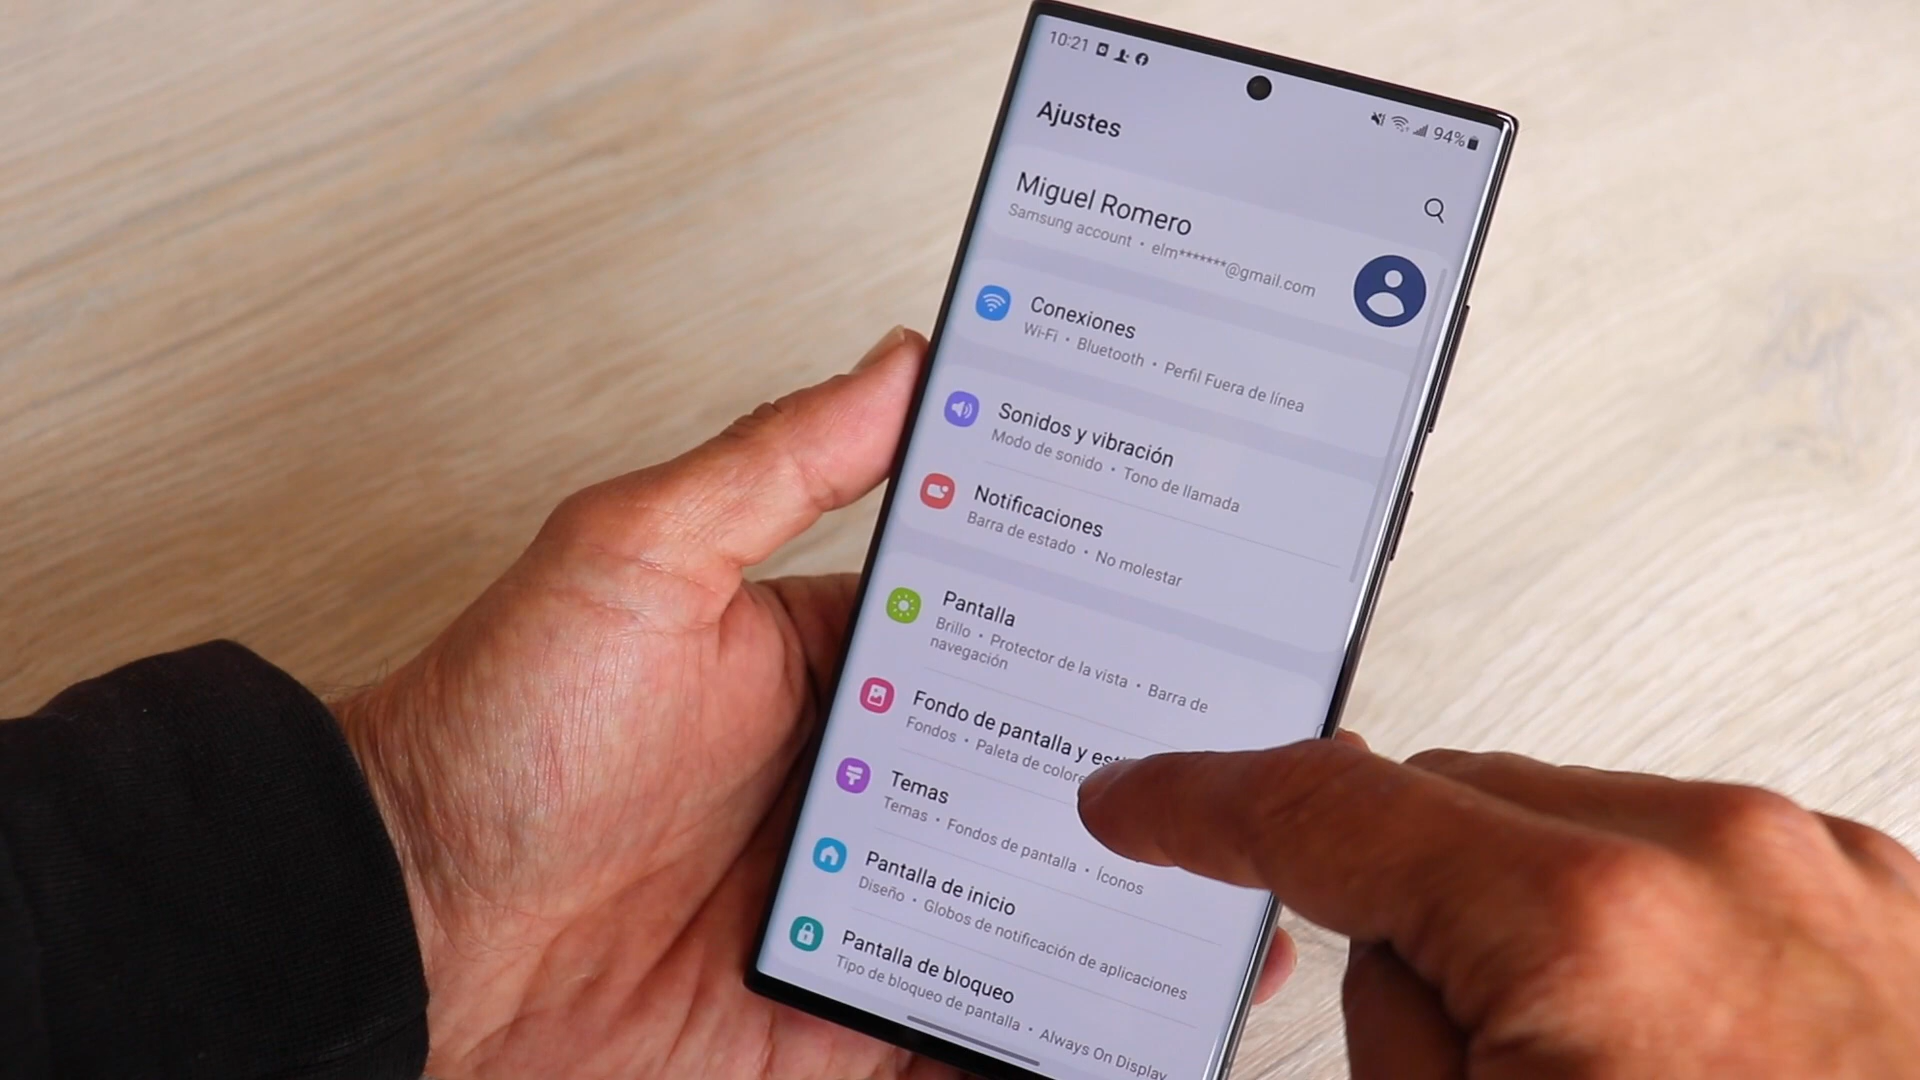 10:21
94%
Ajustes
Miguel Romero
Samsung account • elm*******@gmail.com
Conexiones
Wi-Fi • Bluetooth • Perfil Fuera de línea
Sonidos y vibración
Modo de sonido • Tono de llamada
Notificaciones
Barra de estado • No molestar
Pantalla
Brillo • Protector de la vista • Barra de
navegación
Fondo de pantalla y
Fondos • Paleta de
Temas
Temas • Fondos de pantalla • Íconos
Pantalla de inicio
Diseño • Globos de notificación de aplicaciones
Pantalla de bloqueo
Tipo de bloqueo de pantalla • Always On Display